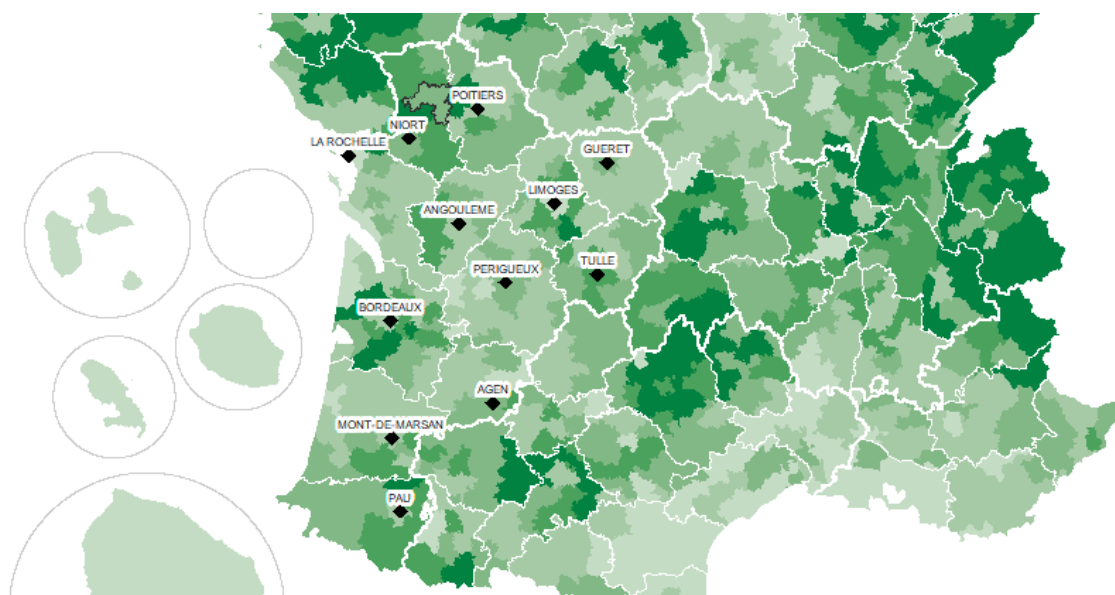 POITIERS
NIORT
LA ROCHELLE
GUERET
LIMOGES
ANGOULEME
TULLE
PERIGUEUX
BORDEAUX
AGEN
MONT-DE-MARSAN
PAU